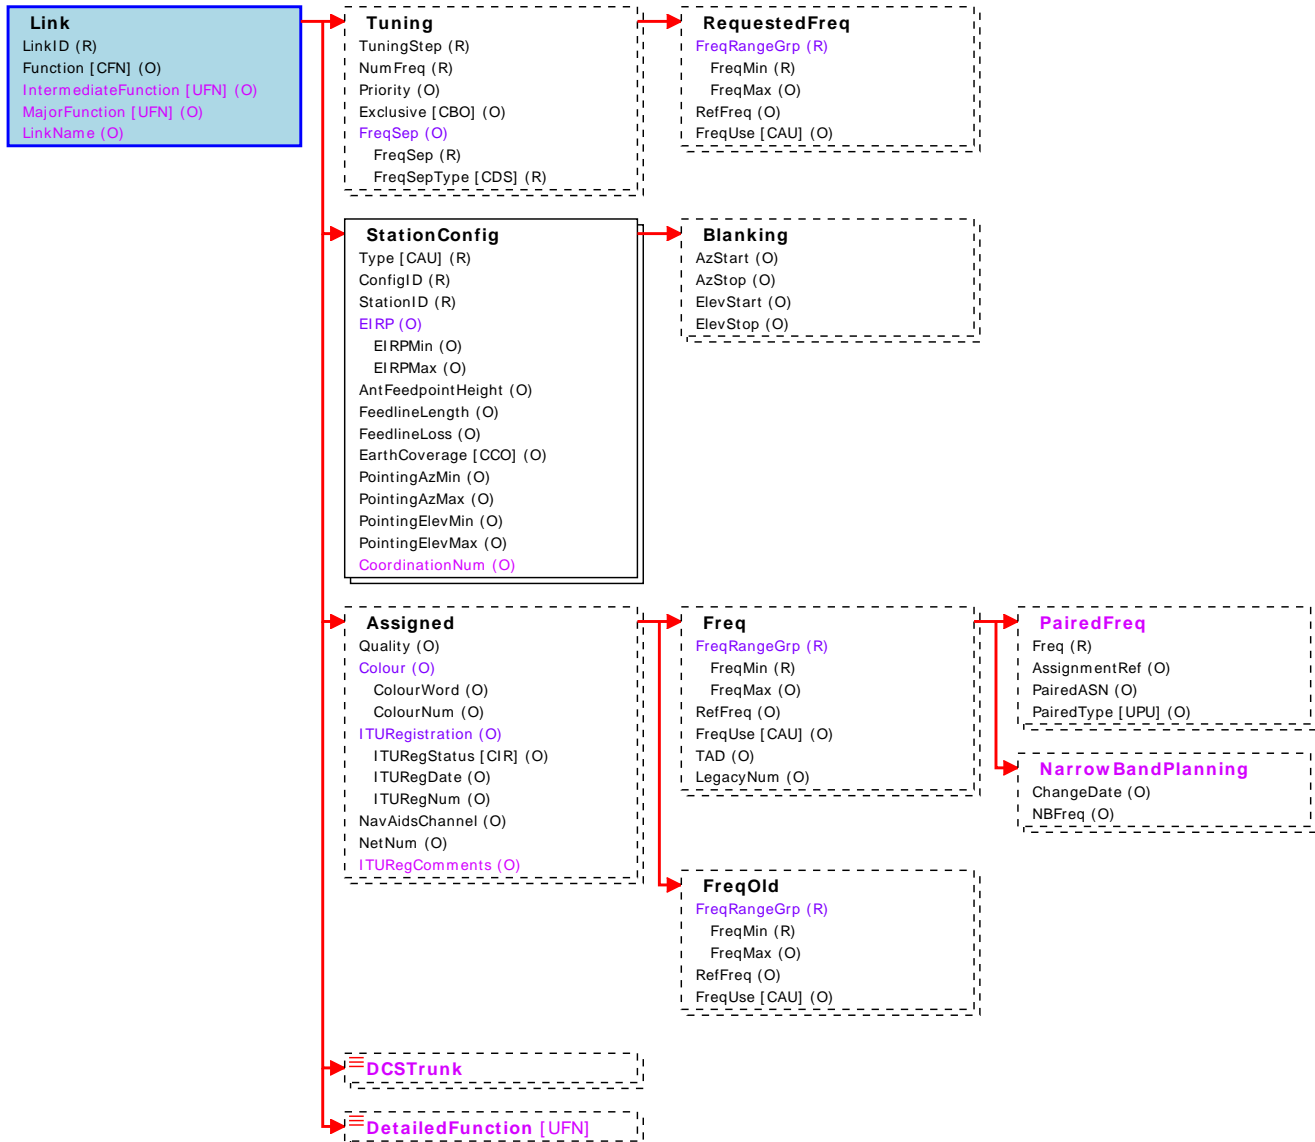 Link
LinkID (R)
Function [CFN] (O)
IntermediateFunction [UFN] (O)
MajorFunction [UFN] (O)
LinkName (O)
Tuning
TuningStep (R)
NumFreq (R)
Priority (O)
Exclusive [CBO] (O)
FreqSep (O)
FreqSep (R)
FreqSepType [CDS] (R)
RequestedFreq
FreqRangeGrp (R)
FreqMin (R)
FreqMax (O)
RefFreq (O)
FreqUse [CAU] (O)
StationConfig
Type [CAU] (R)
ConfigID (R)
StationID (R)
EIRP (O)
EIRPMin (O)
EIRPMax (O)
AntFeedpointHeight (O)
FeedlineLength (O)
FeedlineLoss (O)
EarthCoverage [CCO] (O)
PointingAzMin (O)
PointingAzMax (O)
PointingElevMin (O)
PointingElevMax (O)
CoordinationNum (O)
Blanking
AzStart (O)
AzStop (O)
ElevStart (O)
ElevStop (O)
Assigned
Quality (O)
Colour (O)
ColourWord (O)
ColourNum (O)
ITURegistration (O)
ITURegStatus [CIR] (O)
ITURegDate (O)
ITURegNum (O)
NavAidsChannel (O)
NetNum (O)
ITURegComments (O)
Freq
FreqRangeGrp (R)
FreqMin (R)
FreqMax (O)
RefFreq (O)
FreqUse [CAU] (O)
TAD (O)
LegacyNum (O)
PairedFreq
Freq (R)
AssignmentRef (O)
PairedASN (O)
PairedType [UPU] (O)
NarrowBandPlanning
ChangeDate (O)
NBFreq (O)
FreqOld
FreqRangeGrp (R)
FreqMin (R)
FreqMax (O)
RefFreq (O)
FreqUse [CAU] (O)
DCSTrunk
DetailedFunction [UFN]